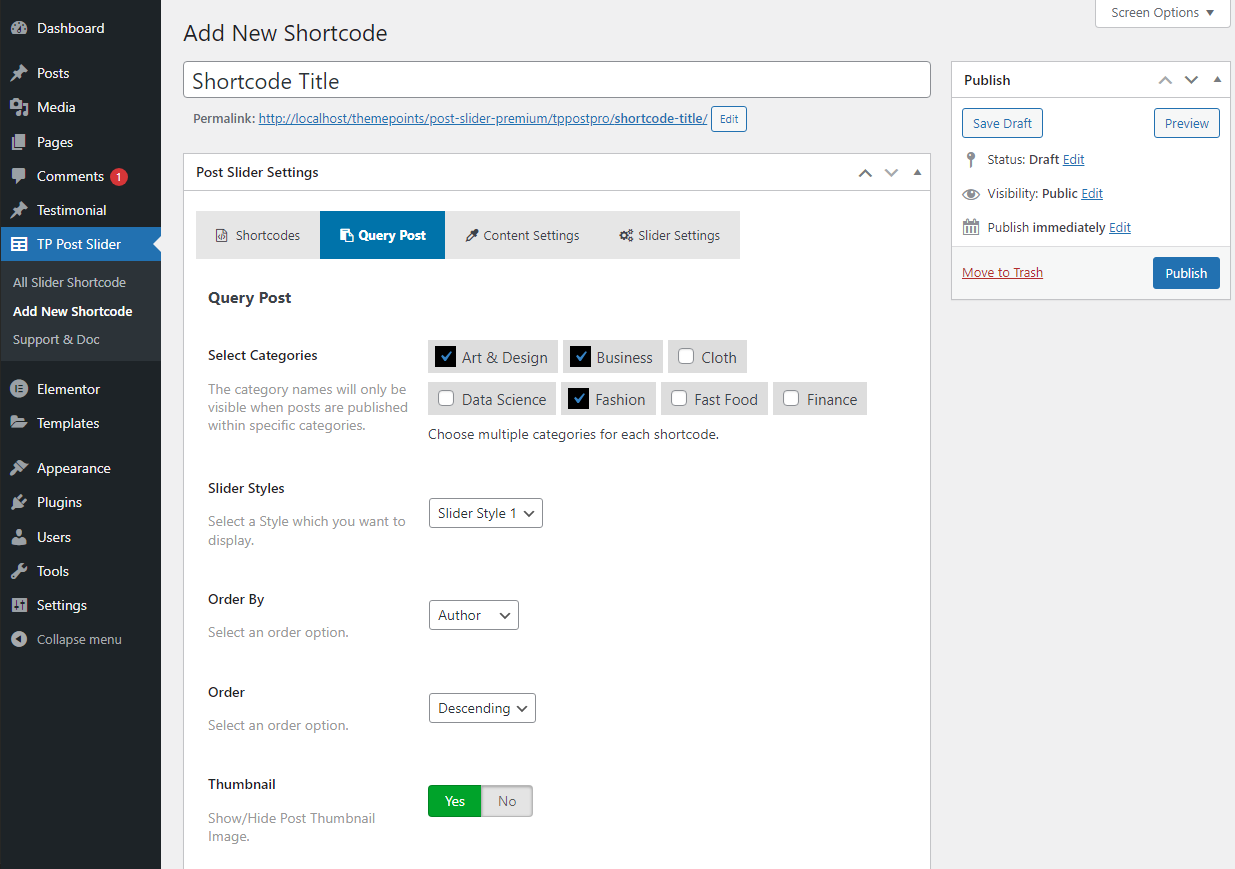 Dashboard
Posts
Media
Pages
Comments 1
Testimonial
TP Post Slider
All Slider Shortcode
Add New Shortcode
Support & Doc
Elementor
Templates
Appearance
Plugins
Users
Tools
Settings
Collapse menu
Screen Options
Add New Shortcode
Shortcode Title
Permalink: http://localhost/themepoints/post-slider-premium/tppostpro/shortcode-title/ Edit
Post Slider Settings
Shortcodes Query Post Content Settings Slider Settings
Query Post
Select Categories
The category names will only be
visible when posts are published
within specific categories.
Art & Design Business Cloth
Data Science Fashion Fast Food Finance
Choose multiple categories for each shortcode.
Slider Styles
Select a Style which you want to
display.
Slider Style 1
Order By
Select an order option.
Author
Order
Select an order option.
Descending
Thumbnail
Show/Hide Post Thumbnail
Image.
Yes No
Publish
Save Draft Preview
Status: Draft Edit
Visibility: Public Edit
Publish immediately Edit
Move to Trash Publish